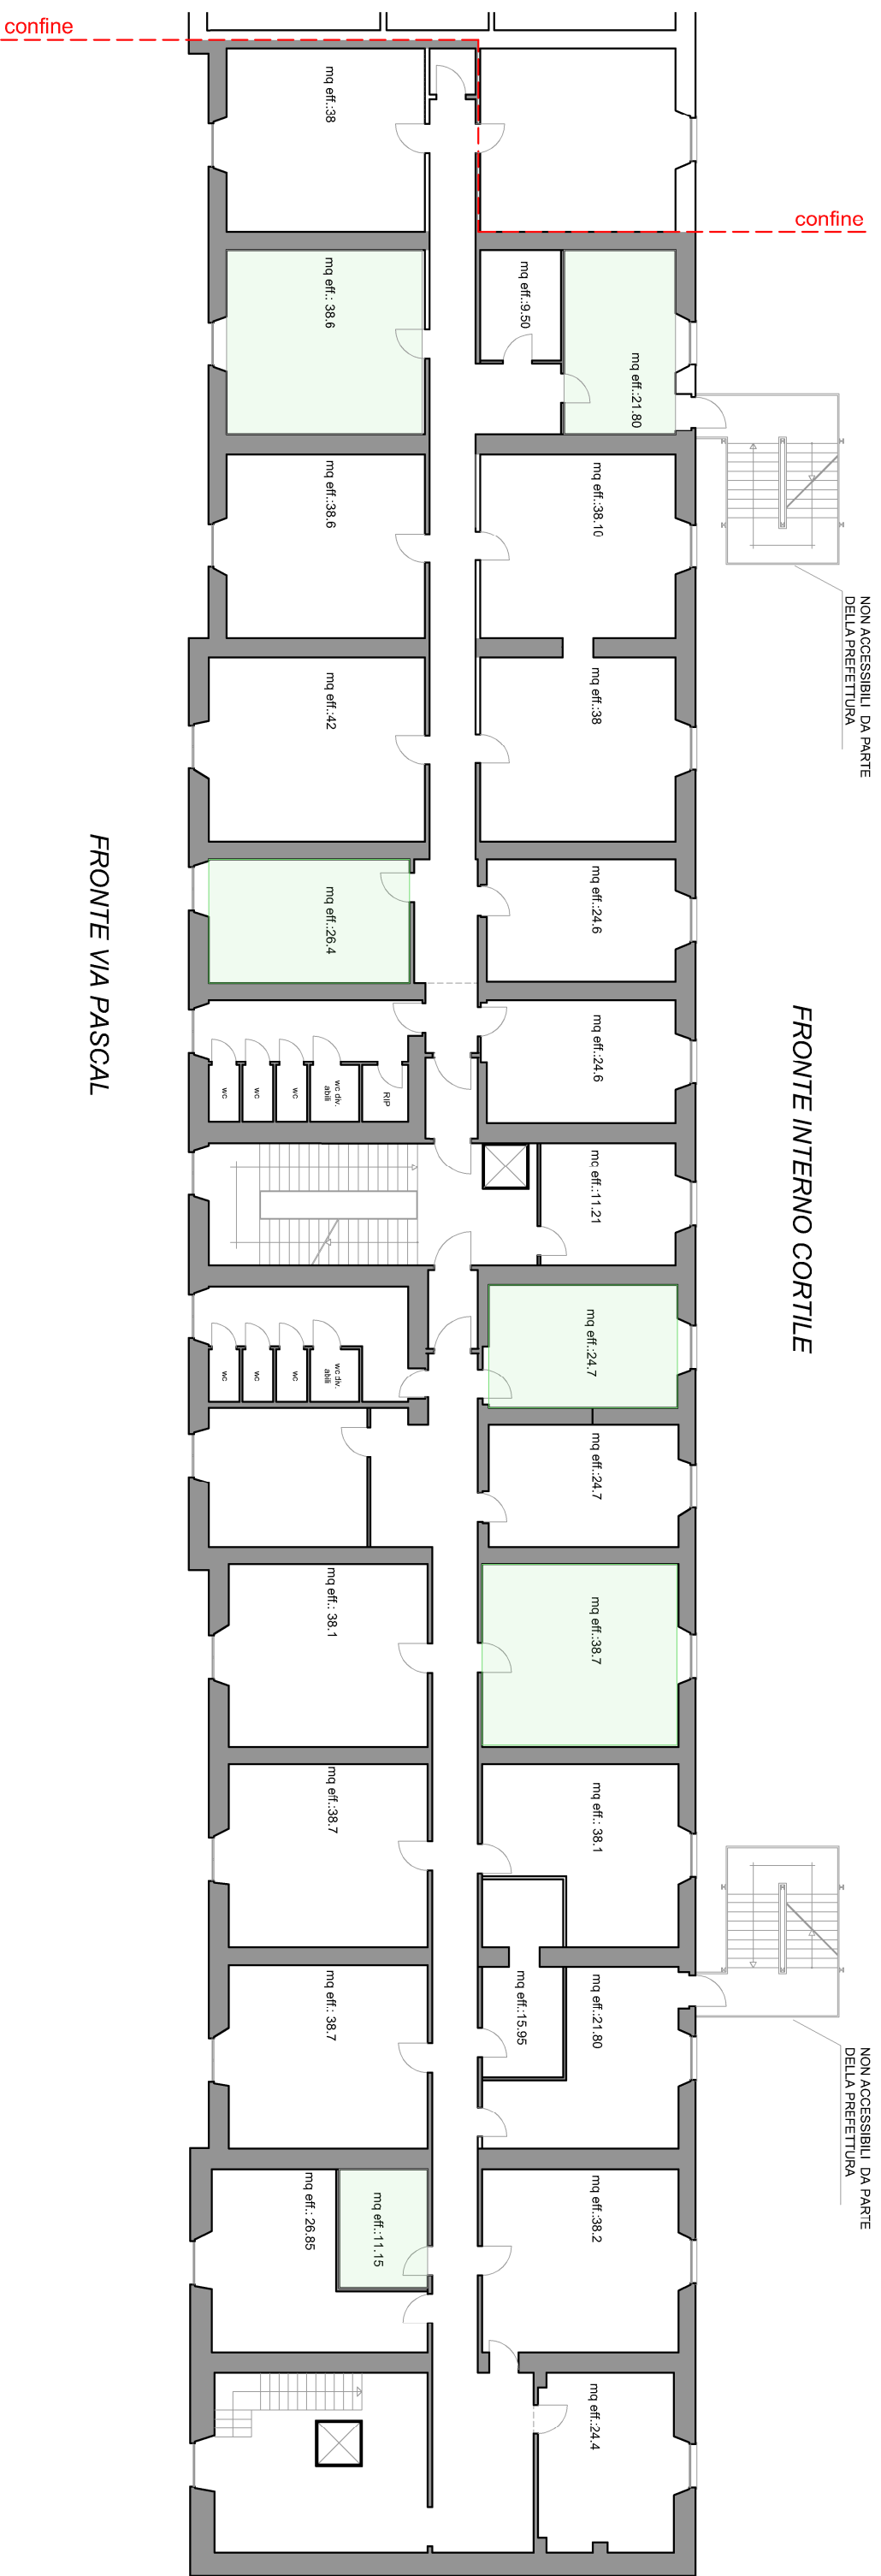 confine
confine
mq eff.:38
mq eff.: 38.6
mq eff.:9.50
mq eff.:21.80
mq eff.:38.6
mq eff.:38.10
NON ACCESSIBILI DA PARTE
DELLA PREFETTURA
mq eff.:42
mq eff.:38
mq eff.:26.4
mq eff.:24.6
FRONTE VIA PASCAL
FRONTE INTERNO CORTILE
mq eff.:24.6
wc
wc
wc
wc div.
abili
RIP
mc eff.:11.21
mq eff.:24.7
wc
wc
wc
wc div.
abili
mq eff.:24.7
mq eff.: 38.1
mq eff.:38.7
mq eff.:38.7
mq eff.: 38.1
mq eff.: 38.7
mq eff.:15.95
mq eff.:21.80
NON ACCESSIBILI DA PARTE
DELLA PREFETTURA
mq eff.: 26.85
mq eff.:11.15
mq eff.:38.2
mq eff.:24.4